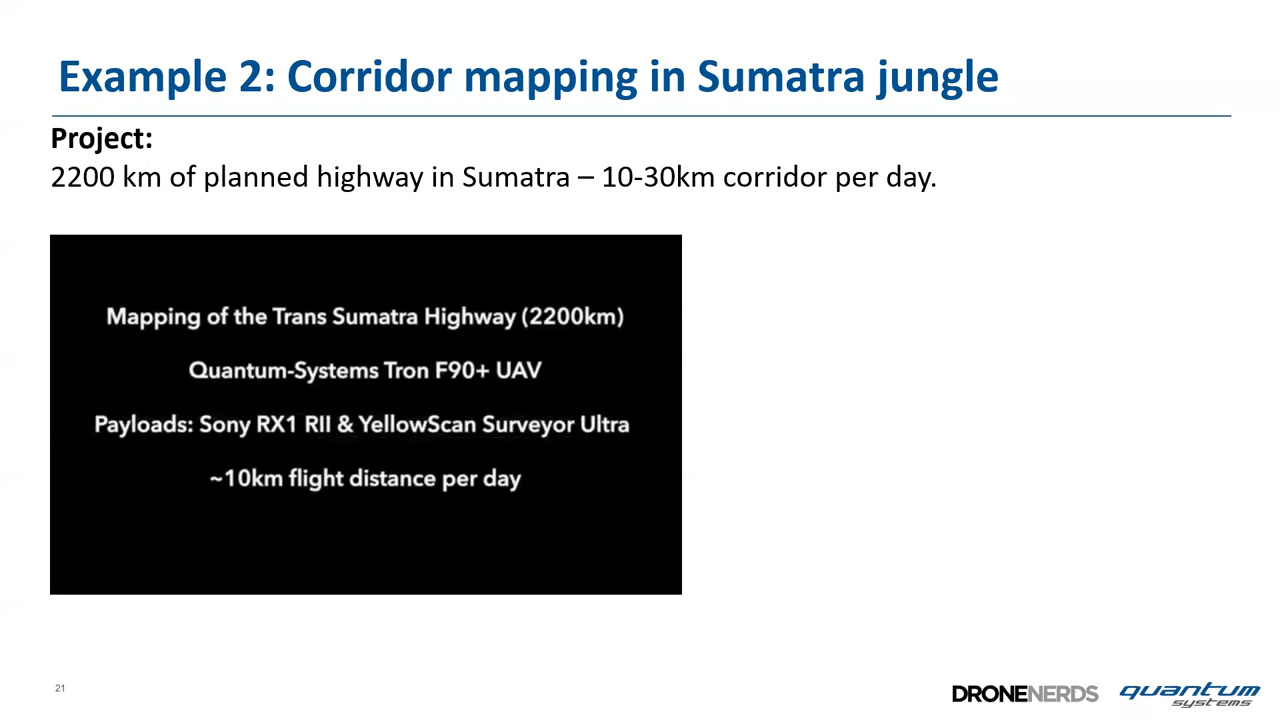 Example 2: Corridor mapping in Sumatra jungle
Project:
2200 km of planned highway in Sumatra – 10-30km corridor per day.
Mapping of the Trans Sumatra Highway (2200km)
Quantum-Systems Tron F90+ UAV
Payloads: Sony RX1 RII & YellowScan Surveyor Ultra
~10km flight distance per day
21
DRONENERDS
quantum
systems